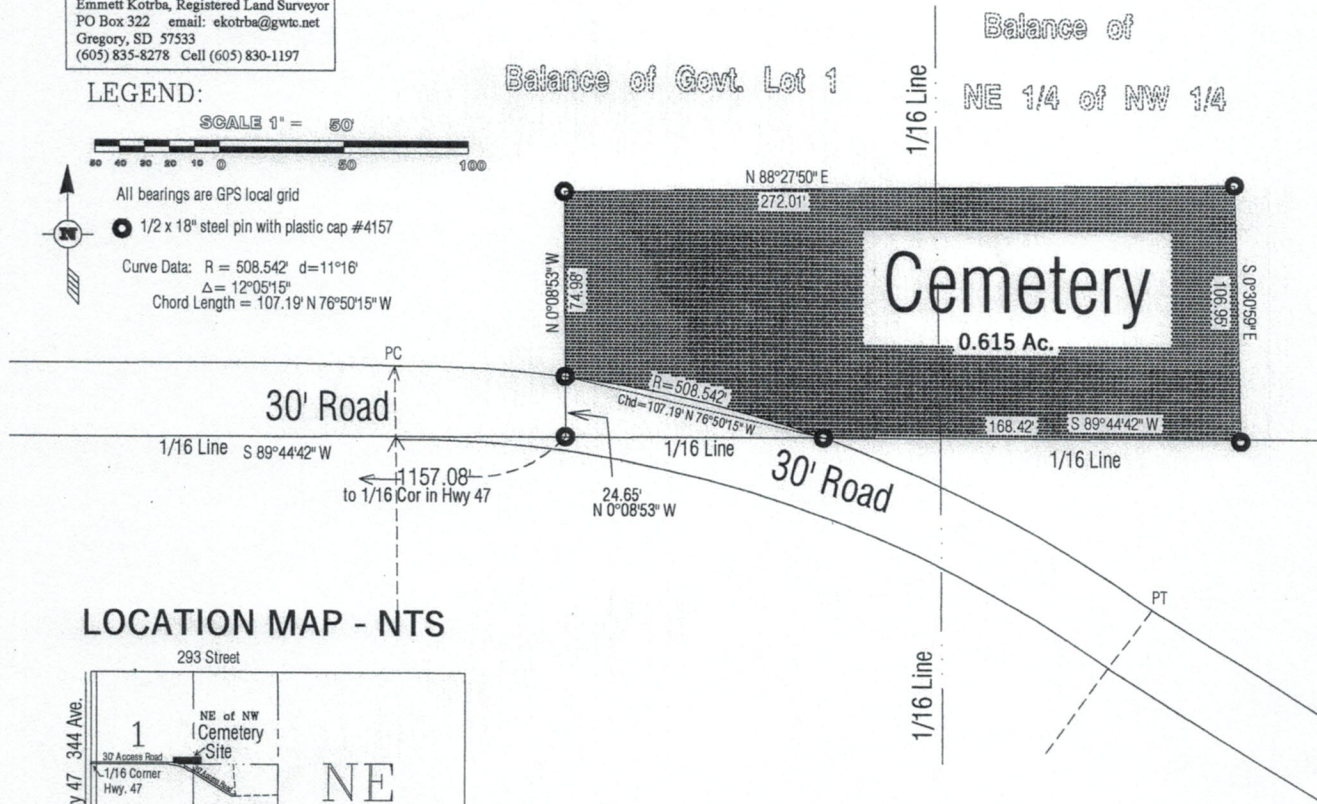 Emmett Kotrba, Registered Land Surveyor
PO Box 322 email: ekotrba@gwtc.net
Gregory, SD 57533
(605) 835-8278 Cell (605) 830-1197
LEGEND:
SCALE 1" = 50'
50 40 30 20 10 0 50 100
All bearings are GPS local grid
N
1/2 x 18" steel pin with plastic cap #4157
Curve Data: R = 508.542' d=11°16'
Δ= 12°05'15"
Chord Length = 107.19' N 76°50'15" W
Balance of Govt. Lot 1
1/16 Line
Balance of
NE 1/4 of NW 1/4
N 88°27'50" E
272.01'
N 0°08'53" W
74.98'
Cemetery
0.615 Ac.
106.95'
S 0°30'59" E
PC
30' Road
R=508.542'
Chd=107.19' N 76°50'15" W
168.42' S 89°44'42" W
1/16 Line S 89°44'42" W
1/16 Line
1/16 Line
30' Road
1157.08'
to 1/16 Cor in Hwy 47
24.65'
N 0°08'53" W
PT
1/16 Line
LOCATION MAP - NTS
293 Street
344 Ave.
1
NE of NW
Cemetery
Site
30' Access Road
30' Access Road
1/16 Corner
Hwy. 47
NE